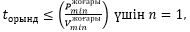 t_орынд ≤ (P_min^жоғары / V_min^жоғары) үшін n = 1,